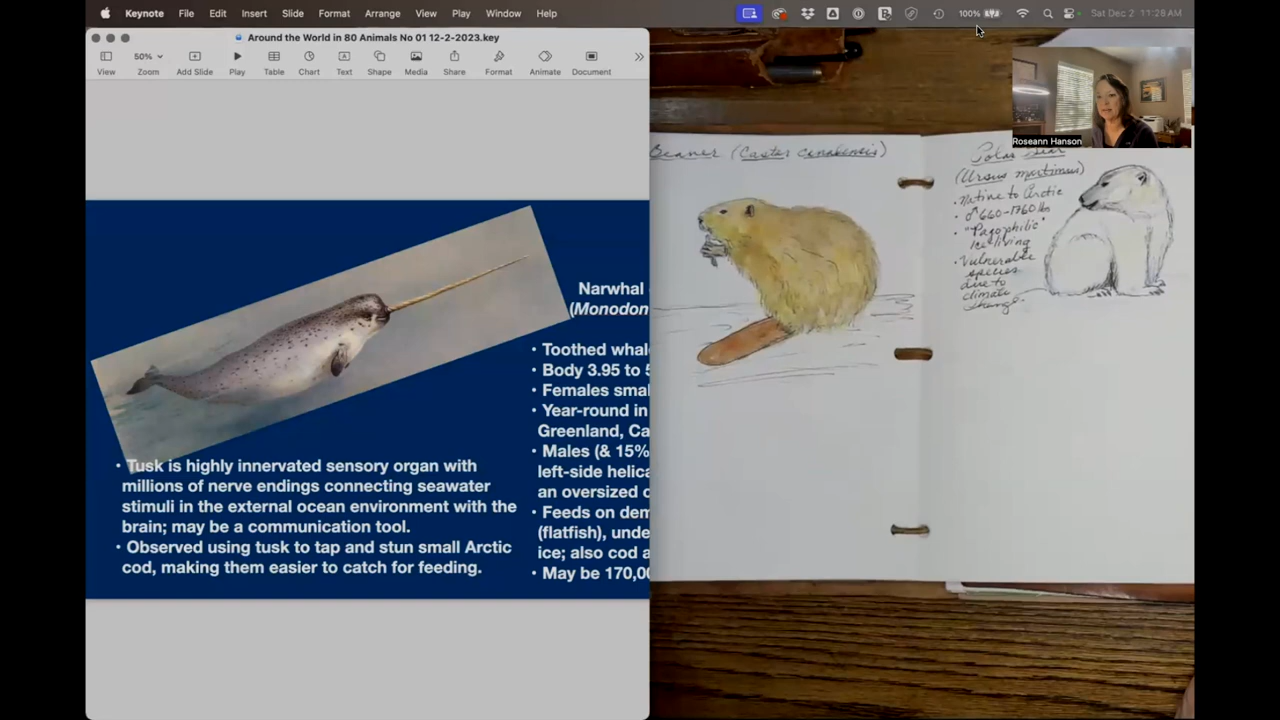 Keynote File Edit Insert Slide Format Arrange View Play Window Help
100%
Sat Dec 2 11:28 AM
Around the World in 80 Animals No 01 12-2-2023.key
50%
View Zoom Add Slide Play Table Chart Text Shape Media Share Format Animate Document
Roseann Hanson
Narwhal
(Monodon
• Toothed whal
• Body 3.95 to
• Females smal
• Year-round in
Greenland, Ca
• Males (& 15%
left-side helica
an oversized
• Feeds on dem
(flatfish), unde
ice; also cod a
• May be 170,00
• Tusk is highly innervated sensory organ with
millions of nerve endings connecting seawater
stimuli in the external ocean environment with the
brain; may be a communication tool.
• Observed using tusk to tap and stun small Arctic
cod, making them easier to catch for feeding.
Beaver (Castor canadensis)
Polar Bear
(Ursus maritimus)
• Native to Arctic
• ♂ 660-1760 lbs
• "Pagophilic"
Ice-living
• Vulnerable
species
due to
climate
change